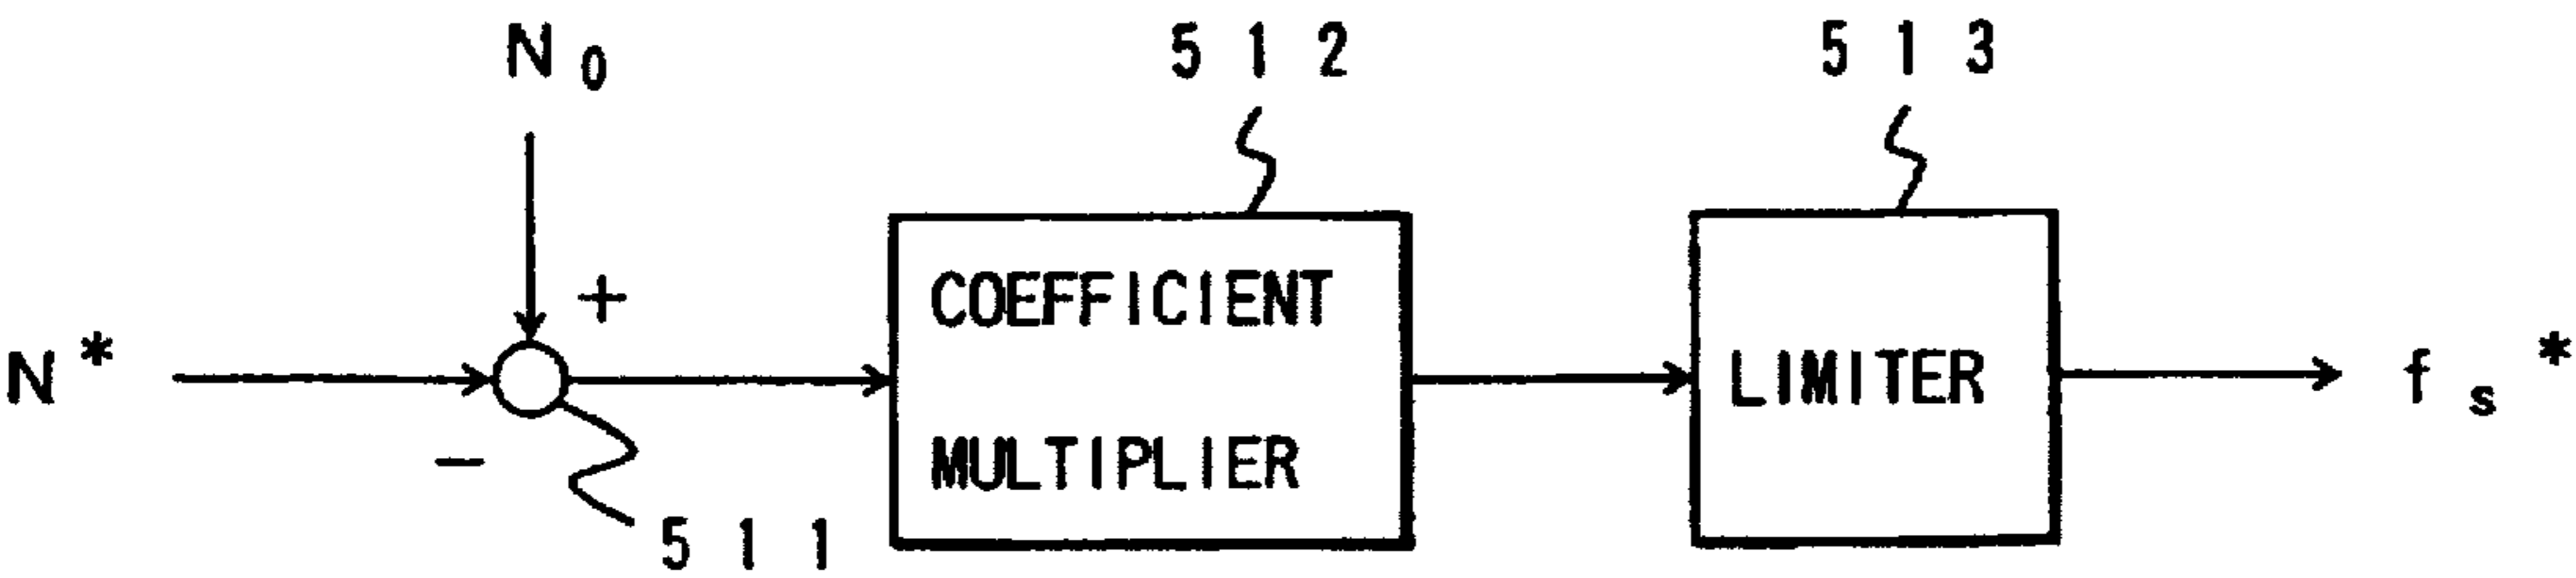 N₀
512
513
+
COEFFICIENT
MULTIPLIER
LIMITER
N*
fₛ*
−
511